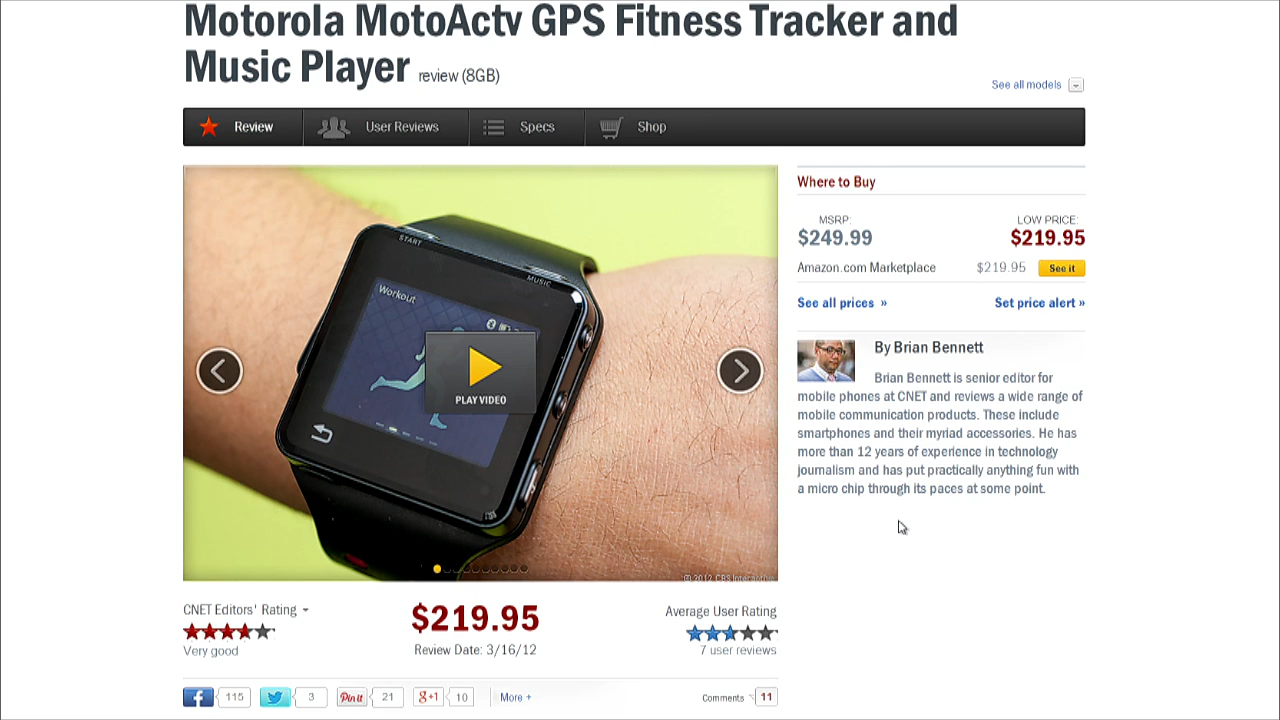 Motorola MotoActv GPS Fitness Tracker and
Music Player review (8GB)
See all models
Review
User Reviews
Specs
Shop
START
MUSIC
Workout
PLAY VIDEO
© 2012 CBS Interactive
Where to Buy
MSRP:
LOW PRICE:
$249.99
$219.95
Amazon.com Marketplace $219.95 See it
See all prices »
Set price alert »
By Brian Bennett
Brian Bennett is senior editor for
mobile phones at CNET and reviews a wide range of
mobile communication products. These include
smartphones and their myriad accessories. He has
more than 12 years of experience in technology
journalism and has put practically anything fun with
a micro chip through its paces at some point.
CNET Editors' Rating
Very good
$219.95
Review Date: 3/16/12
Average User Rating
7 user reviews
f 115
3
Pin it 21
g+1 10
More +
Comments 11